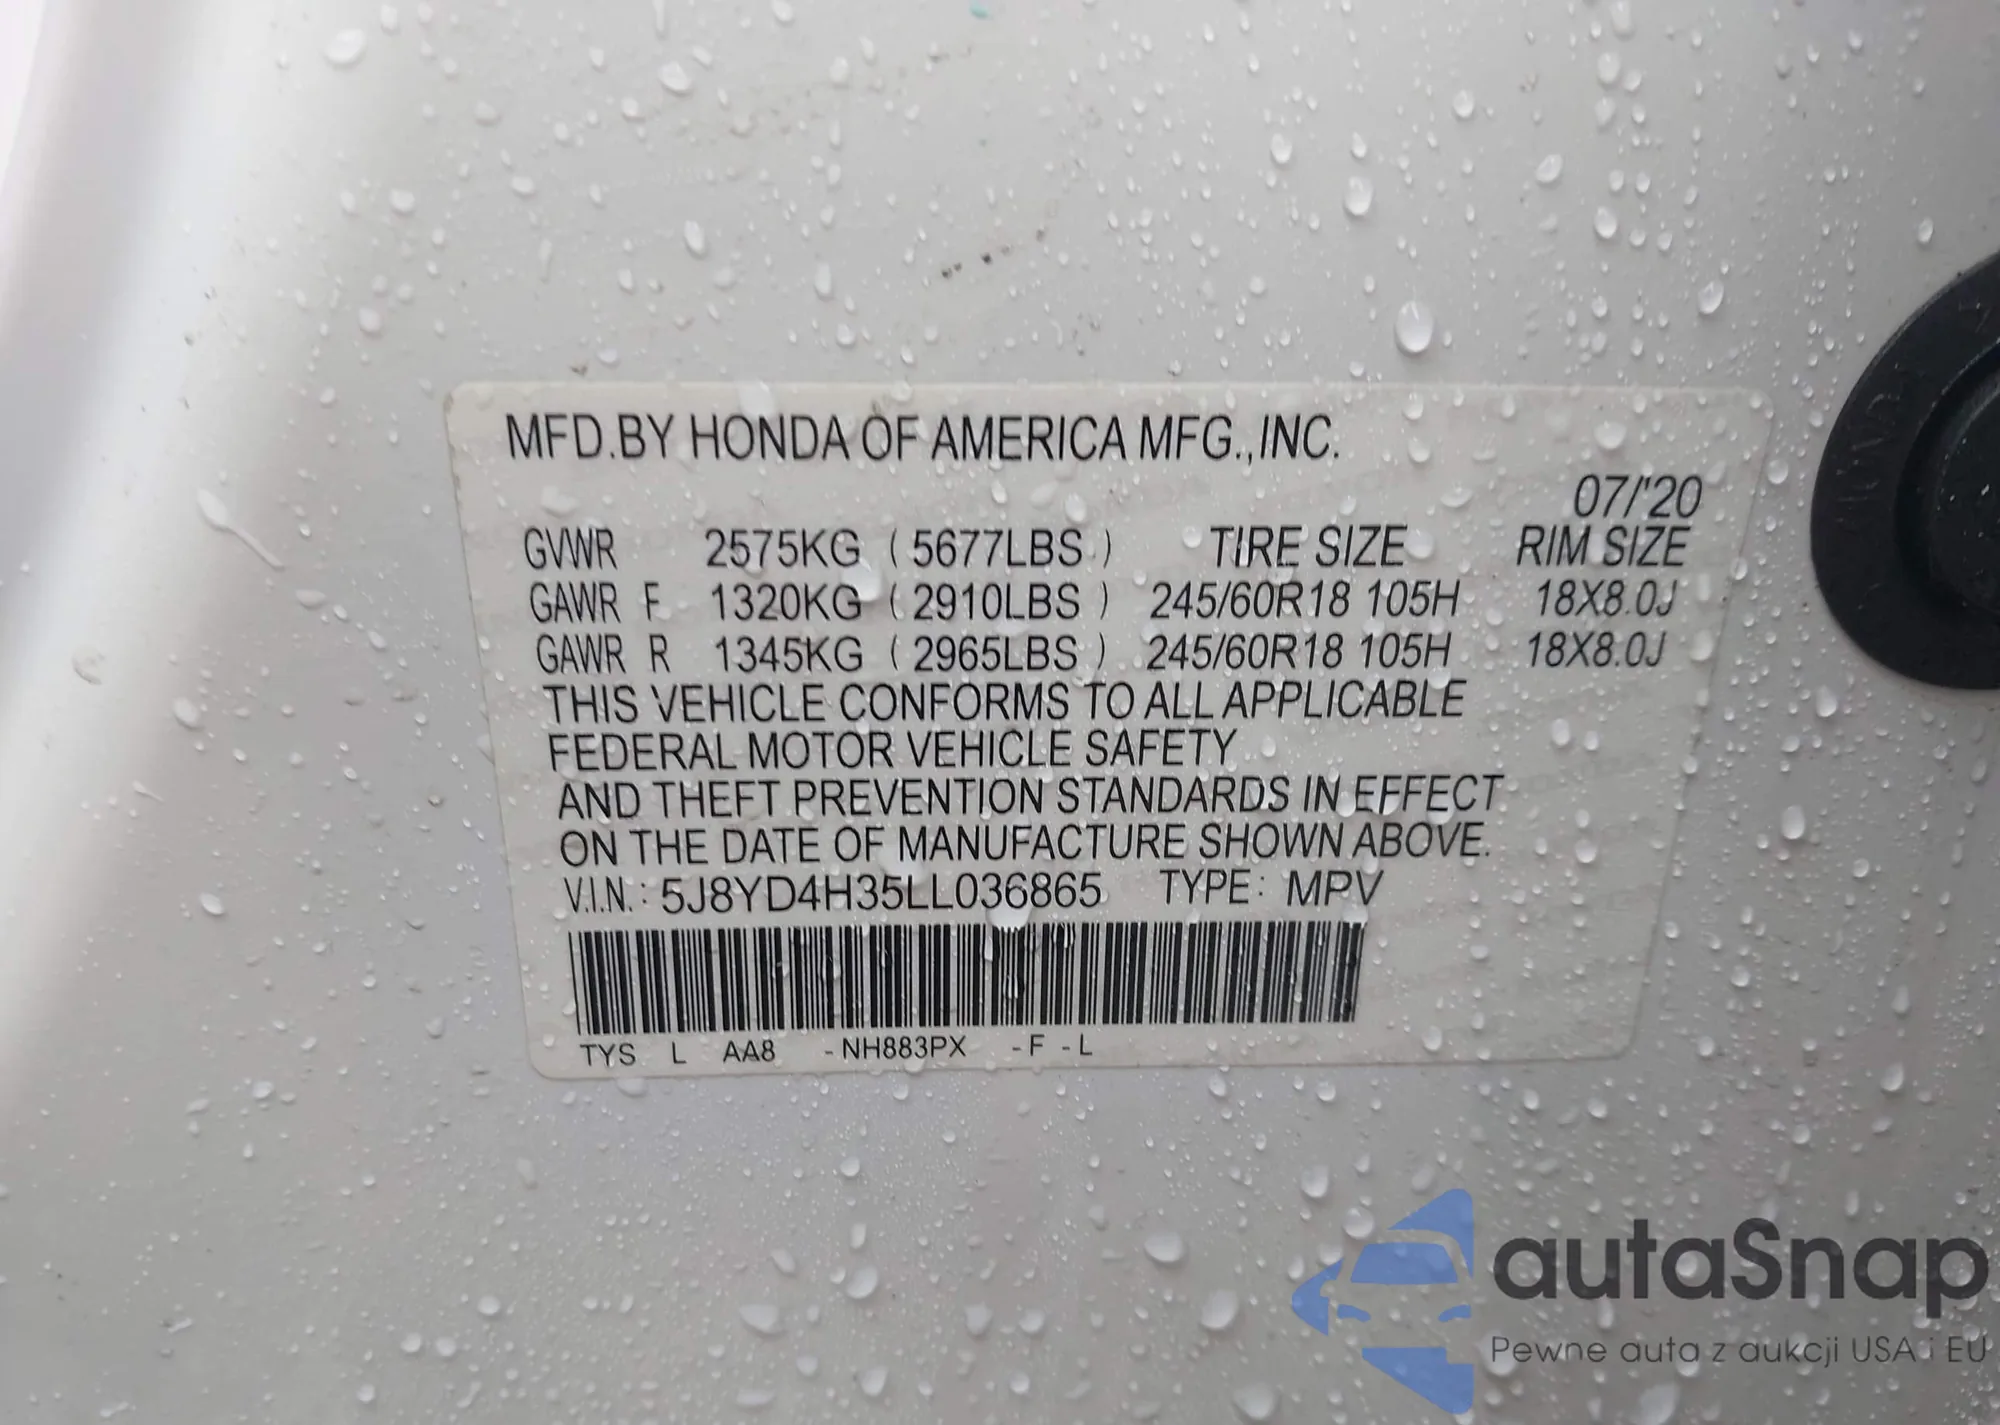 MFD.BY HONDA OF AMERICA MFG.,INC.
07/'20
GVWR 2575KG ( 5677LBS ) TIRE SIZE RIM SIZE
GAWR F 1320KG ( 2910LBS ) 245/60R18 105H 18X8.0J
GAWR R 1345KG ( 2965LBS ) 245/60R18 105H 18X8.0J
THIS VEHICLE CONFORMS TO ALL APPLICABLE
FEDERAL MOTOR VEHICLE SAFETY
AND THEFT PREVENTION STANDARDS IN EFFECT
ON THE DATE OF MANUFACTURE SHOWN ABOVE.
V.I.N.: 5J8YD4H35LL036865 TYPE: MPV
TYS L AA8 -NH883PX -F -L
autaSnap
Pewne auta z aukcji USA i EU